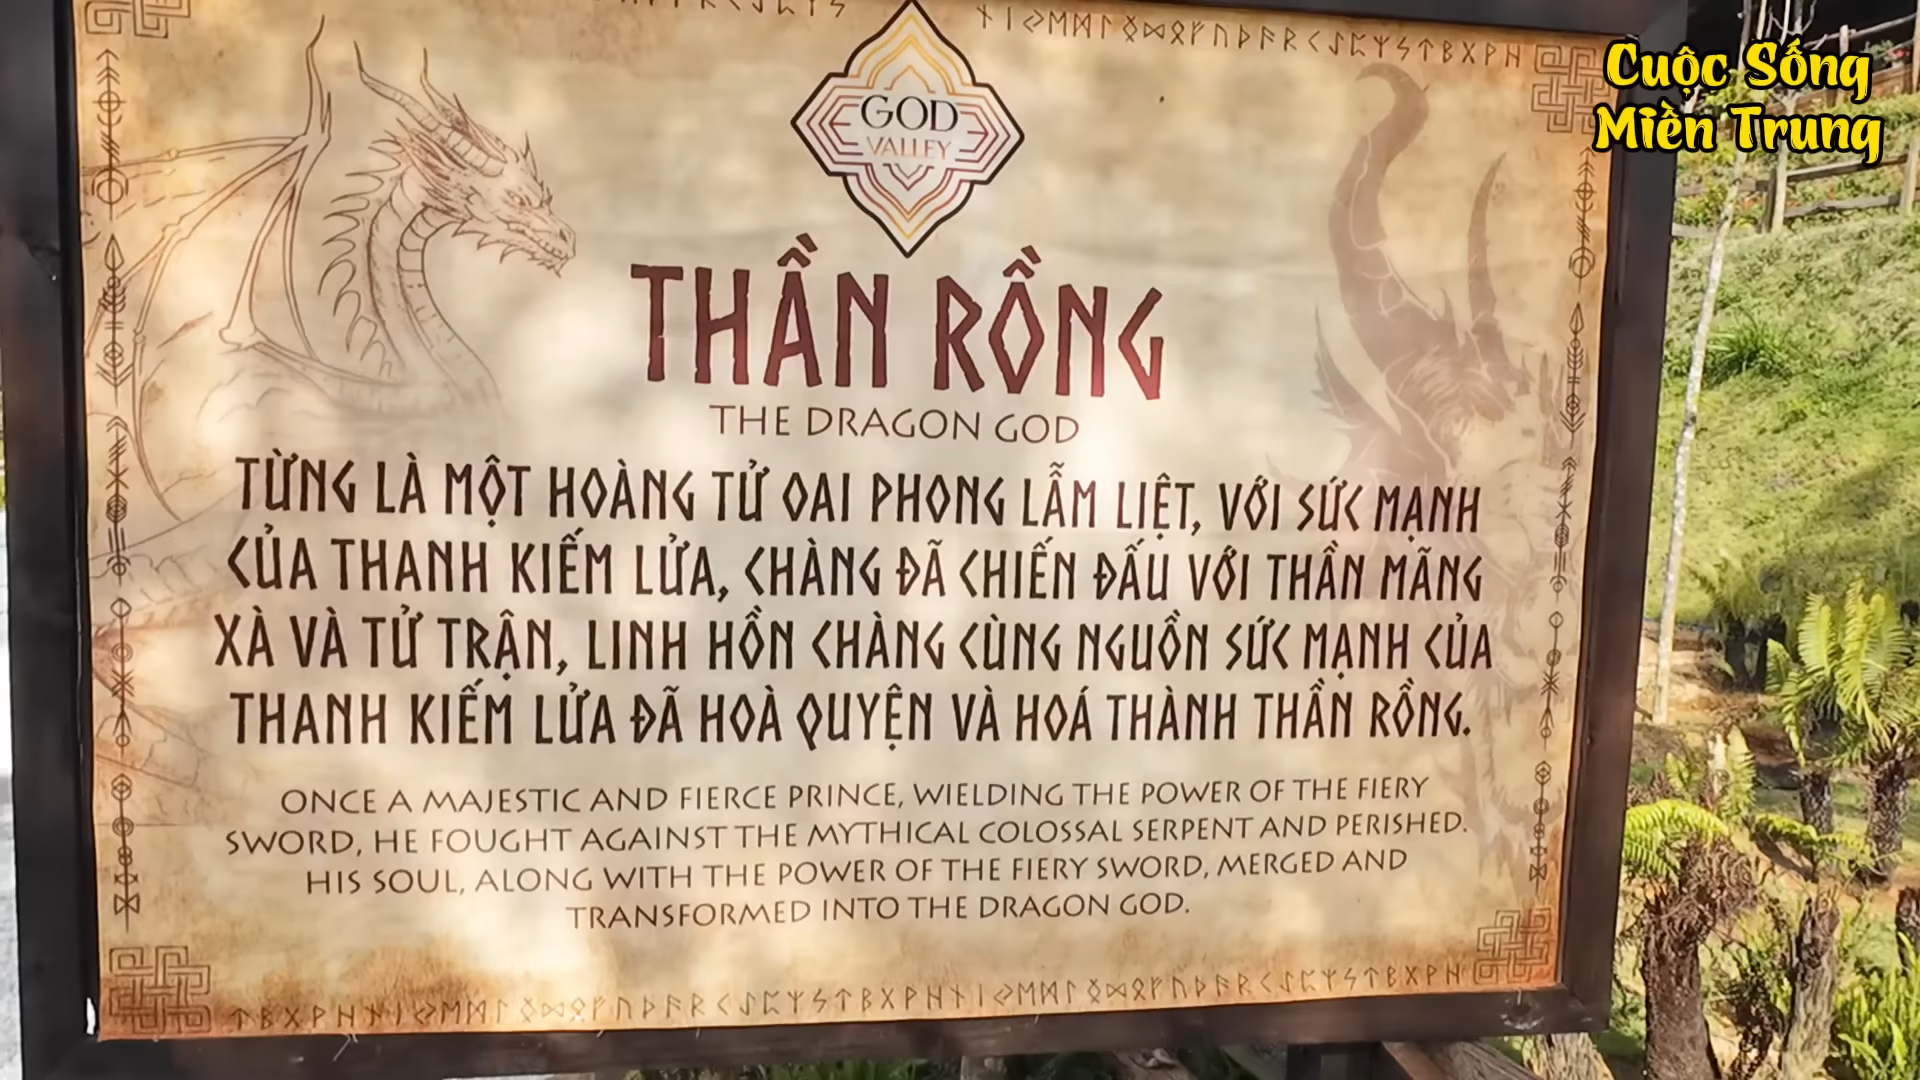 Cuộc Sống
Miền Trung
GOD
VALLEY
THẦN RỒNG
THE DRAGON GOD
TỪNG LÀ MỘT HOÀNG TỬ OAI PHONG LẪM LIỆT, VỚI SỨC MẠNH
CỦA THANH KIẾM LỬA, CHÀNG ĐÃ CHIẾN ĐẤU VỚI THẦN MÃNG
XÀ VÀ TỬ TRẬN, LINH HỒN CHÀNG CÙNG NGUỒN SỨC MẠNH CỦA
THANH KIẾM LỬA ĐÃ HOÀ QUYỆN VÀ HOÁ THÀNH THẦN RỒNG.
ONCE A MAJESTIC AND FIERCE PRINCE, WIELDING THE POWER OF THE FIERY
SWORD, HE FOUGHT AGAINST THE MYTHICAL COLOSSAL SERPENT AND PERISHED.
HIS SOUL, ALONG WITH THE POWER OF THE FIERY SWORD, MERGED AND
TRANSFORMED INTO THE DRAGON GOD.